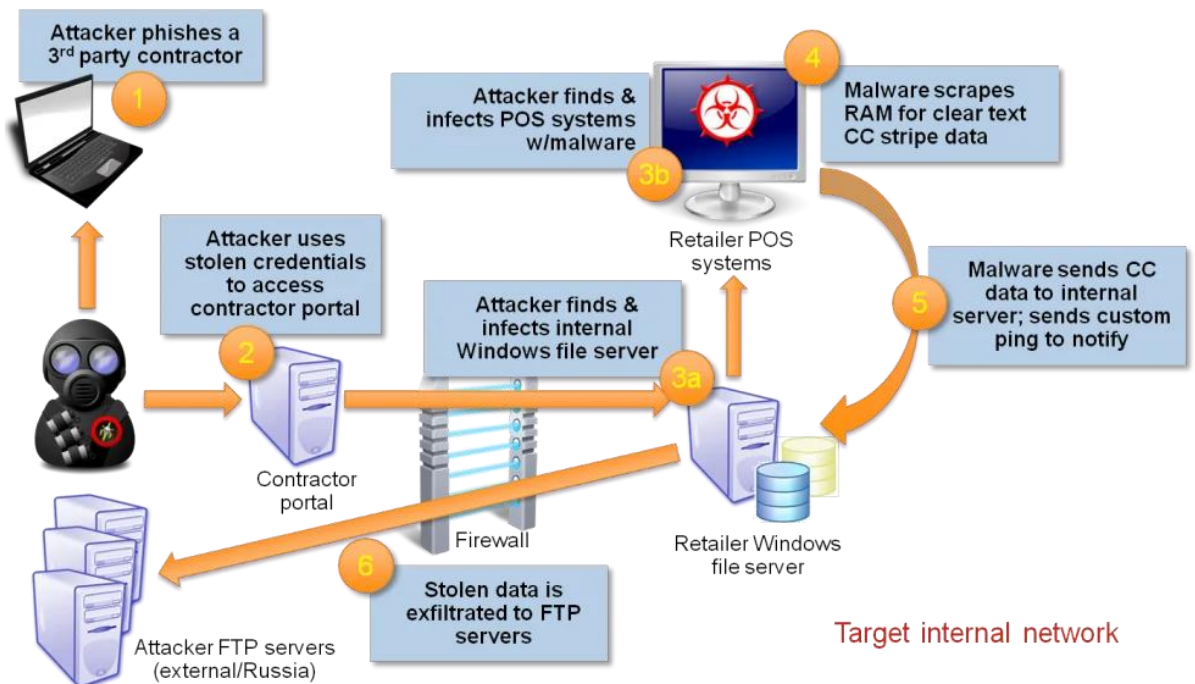 Attacker phishes a
3rd party contractor
1
Attacker uses
stolen credentials
to access
contractor portal
2
Contractor
portal
Attacker finds &
infects internal
Windows file server
3a
Firewall
Retailer Windows
file server
Attacker finds &
infects POS systems
w/malware
3b
Retailer POS
systems
4
Malware scrapes
RAM for clear text
CC stripe data
5
Malware sends CC
data to internal
server; sends custom
ping to notify
6
Stolen data is
exfiltrated to FTP
servers
Attacker FTP servers
(external/Russia)
Target internal network